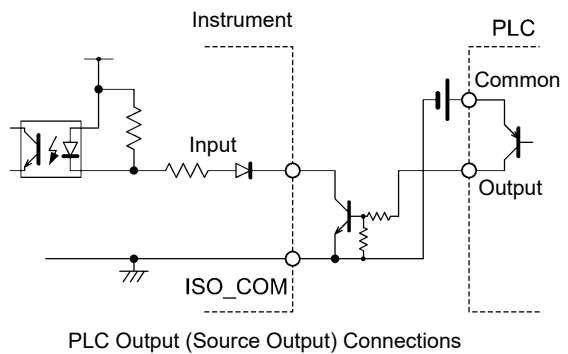 Instrument
PLC
Common
Input
Output
ISO_COM
PLC Output (Source Output) Connections